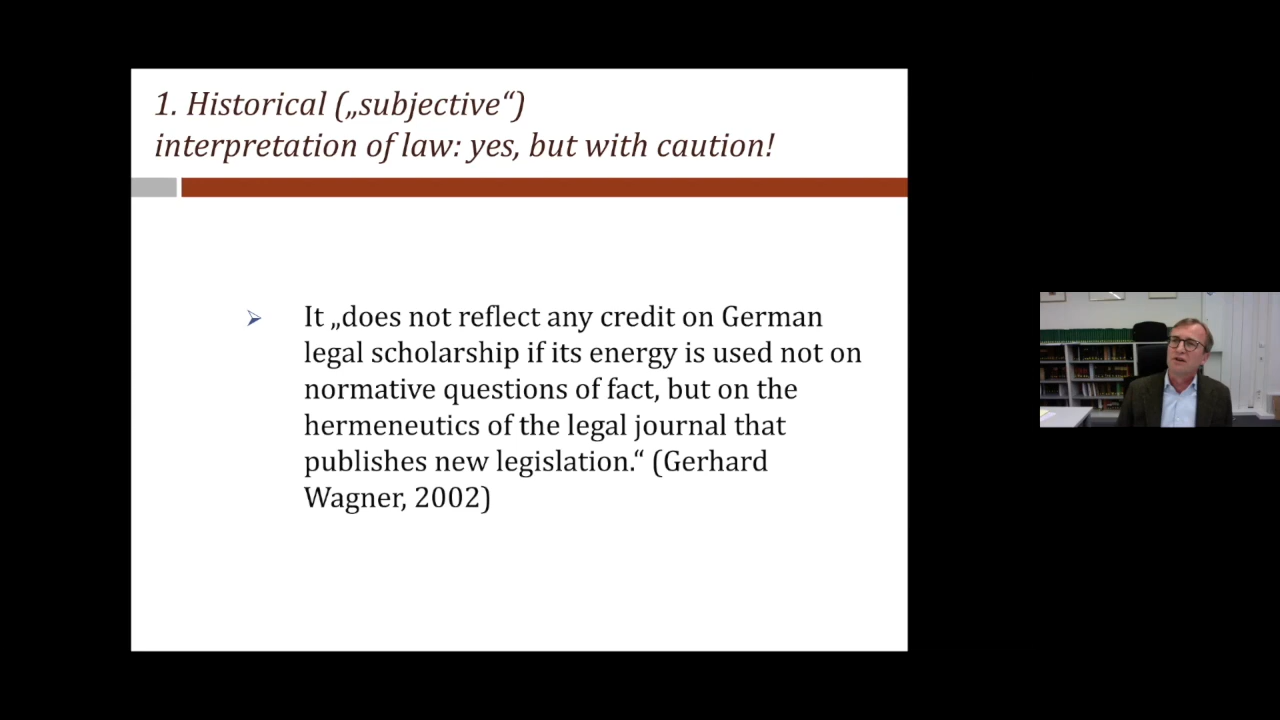 1. Historical („subjective“)
interpretation of law: yes, but with caution!
It „does not reflect any credit on German
legal scholarship if its energy is used not on
normative questions of fact, but on the
hermeneutics of the legal journal that
publishes new legislation.“ (Gerhard
Wagner, 2002)